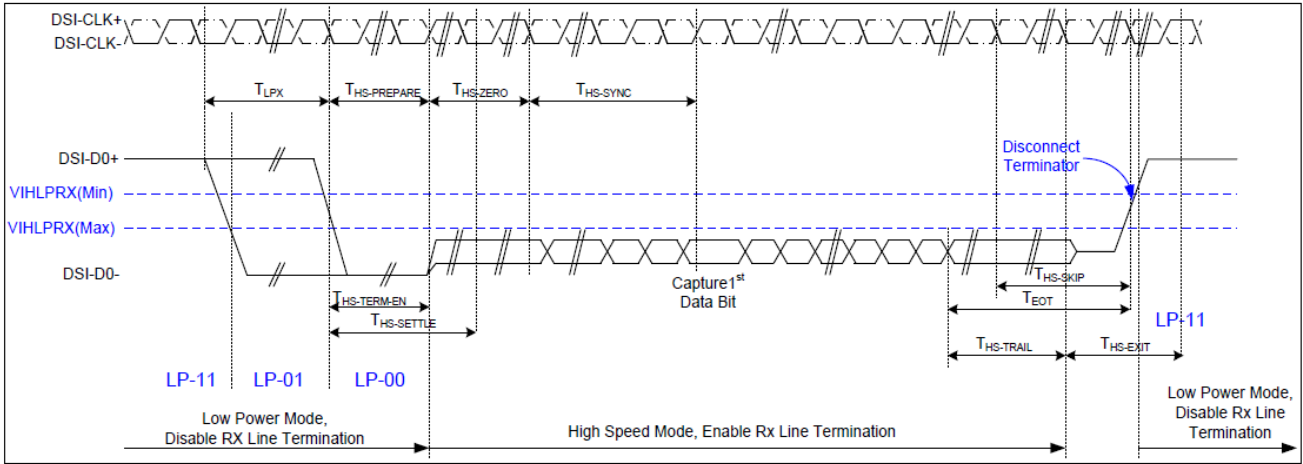 DSI-CLK+
DSI-CLK-
TLPX
THS-PREPARE
THS-ZERO
THS-SYNC
DSI-D0+
Disconnect
Terminator
VIHLPRX(Min)
VIHLPRX(Max)
DSI-D0-
Capture1st
Data Bit
THS-SKIP
THS-TERM-EN
TEOT
THS-SETTLE
LP-11
THS-TRAIL
THS-EXIT
LP-11
LP-01
LP-00
Low Power Mode,
Disable RX Line Termination
High Speed Mode, Enable Rx Line Termination
Low Power Mode,
Disable Rx Line
Termination